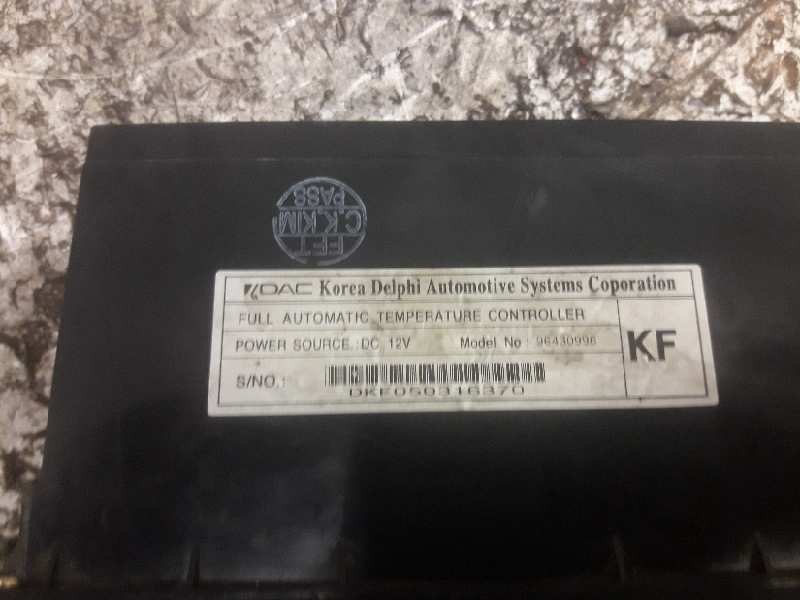 PASS
C.K.KIM
KDAC Korea Delphi Automotive Systems Coporation
FULL AUTOMATIC TEMPERATURE CONTROLLER
POWER SOURCE : DC 12V Model No : 96430996
KF
S/NO.:
DKF050316370